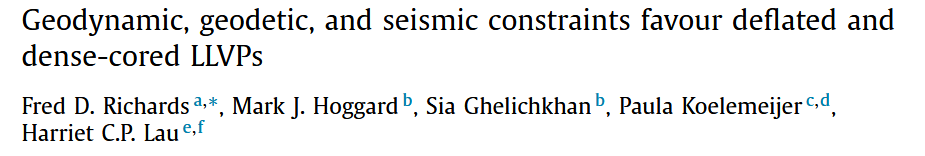 Geodynamic, geodetic, and seismic constraints favour deflated and
dense-cored LLVPs
Fred D. Richards a,*, Mark J. Hoggard b, Sia Ghelichkhan b, Paula Koelemeijer c,d,
Harriet C.P. Lau e,f